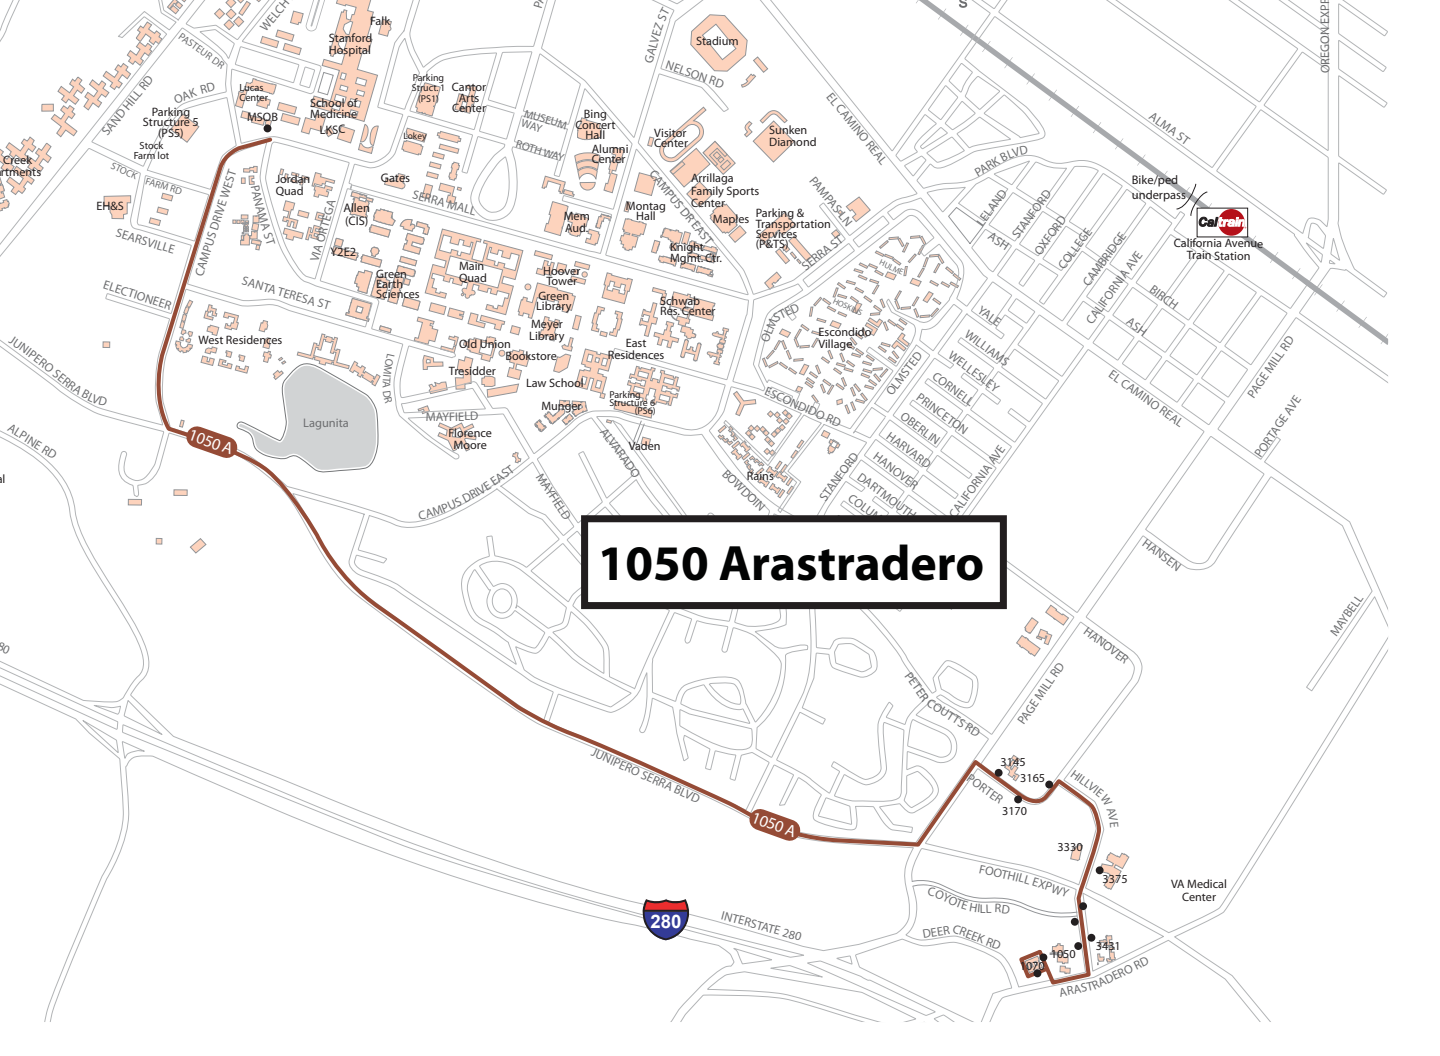 WELCH
Falk
Stanford
Hospital
PASTEUR DR
SAND HILL RD
OAK RD
Lucas
Center
MSOB
School of
Medicine
LKSC
Parking
Structure 5
(PS5)
Stock
Farm lot
STOCK FARM RD
Creek
EH&S
SEARSVILLE
CAMPUS DRIVE WEST
PANAMA ST
Jordan
Quad
VIA ORTEGA
Allen
(CIS)
Y2E2
Parking
Struct. 1
(PS1)
Cantor
Arts
Center
Lokey
Gates
SERRA MALL
MUSEUM
WAY
ROTH WAY
Bing
Concert
Hall
Alumni
Center
GALVEZ ST
Stadium
NELSON RD
Visitor
Center
Sunken
Diamond
Arrillaga
Family Sports
Center
CAMPUS DR EAST
Maples
Montag
Hall
Mem
Aud.
Knight
Mgmt. Ctr.
Parking &
Transportation
Services
(P&TS)
PAMPAS LN
SERRA ST
EL CAMINO REAL
S
OREGON EXPE
ALMA ST
PARK BLVD
Bike/ped
underpass
Caltrain
California Avenue
Train Station
LELAND
ASH
STANFORD
OXFORD
COLLEGE
CAMBRIDGE
CALIFORNIA AVE
BIRCH
ASH
YALE
WILLIAMS
WELLESLEY
CORNELL
PRINCETON
OBERLIN
HARVARD
HANOVER
DARTMOUTH
COLU
CALIFORNIA AVE
EL CAMINO REAL
PAGE MILL RD
PORTAGE AVE
HULME
HOSKINS
Escondido
Village
OLMSTED
OLMSTED
ESCONDIDO RD
STANFORD
Rains
BOWDOIN
ELECTIONEER
SANTA TERESA ST
Green
Earth
Sciences
Main
Quad
Hoover
Tower
Green
Library
Meyer
Library
Schwab
Res. Center
East
Residences
Old Union
Bookstore
Tresidder
Law School
Munger
Parking
Structure 6
(PS6)
Vaden
ALVARADO
MAYFIELD
Florence
Moore
LOMITA DR
West Residences
Lagunita
JUNIPERO SERRA BLVD
ALPINE RD
1050 A
CAMPUS DRIVE EAST
MAYFIELD
1050 Arastradero
HANSEN
MAYBELL
HANOVER
PAGE MILL RD
PETER COUTTS RD
JUNIPERO SERRA BLVD
1050 A
3145
3165
PORTER
3170
HILLVIEW AVE
3330
3375
FOOTHILL EXPWY
VA Medical
Center
COYOTE HILL RD
DEER CREEK RD
1050
3431
1070
ARASTRADERO RD
280
INTERSTATE 280